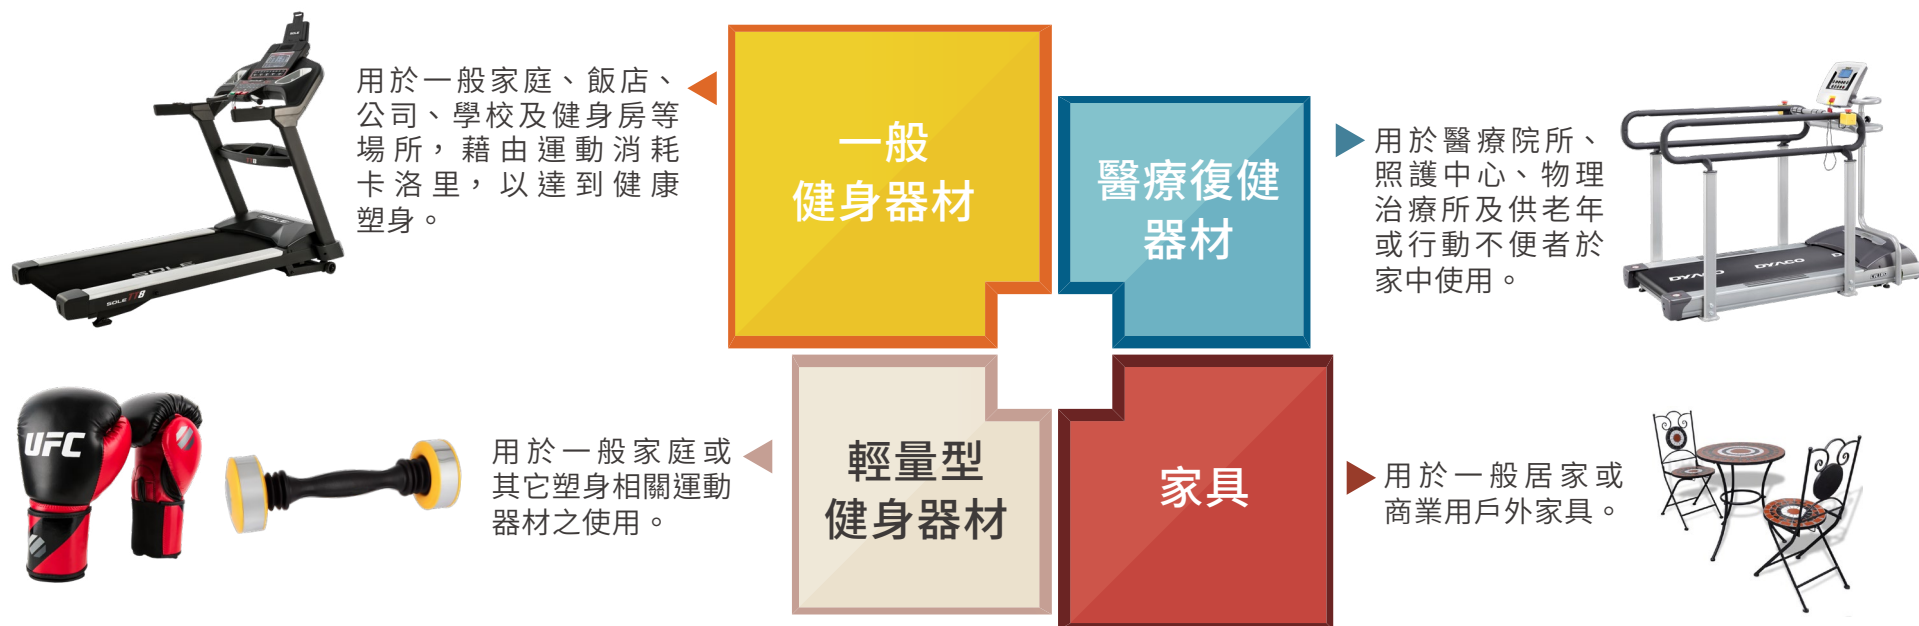 用於一般家庭、飯店、
公司、學校及健身房等
場所，藉由運動消耗
卡洛里，以達到健康
塑身。
一般
健身器材
醫療復健
器材
用於醫療院所、
照護中心、物理
治療所及供老年
或行動不便者於
家中使用。
SOLE
SOLE TT8
DYACO
DYACO
UFC
用於一般家庭或
其它塑身相關運動
器材之使用。
輕量型
健身器材
家具
用於一般居家或
商業用戶外家具。